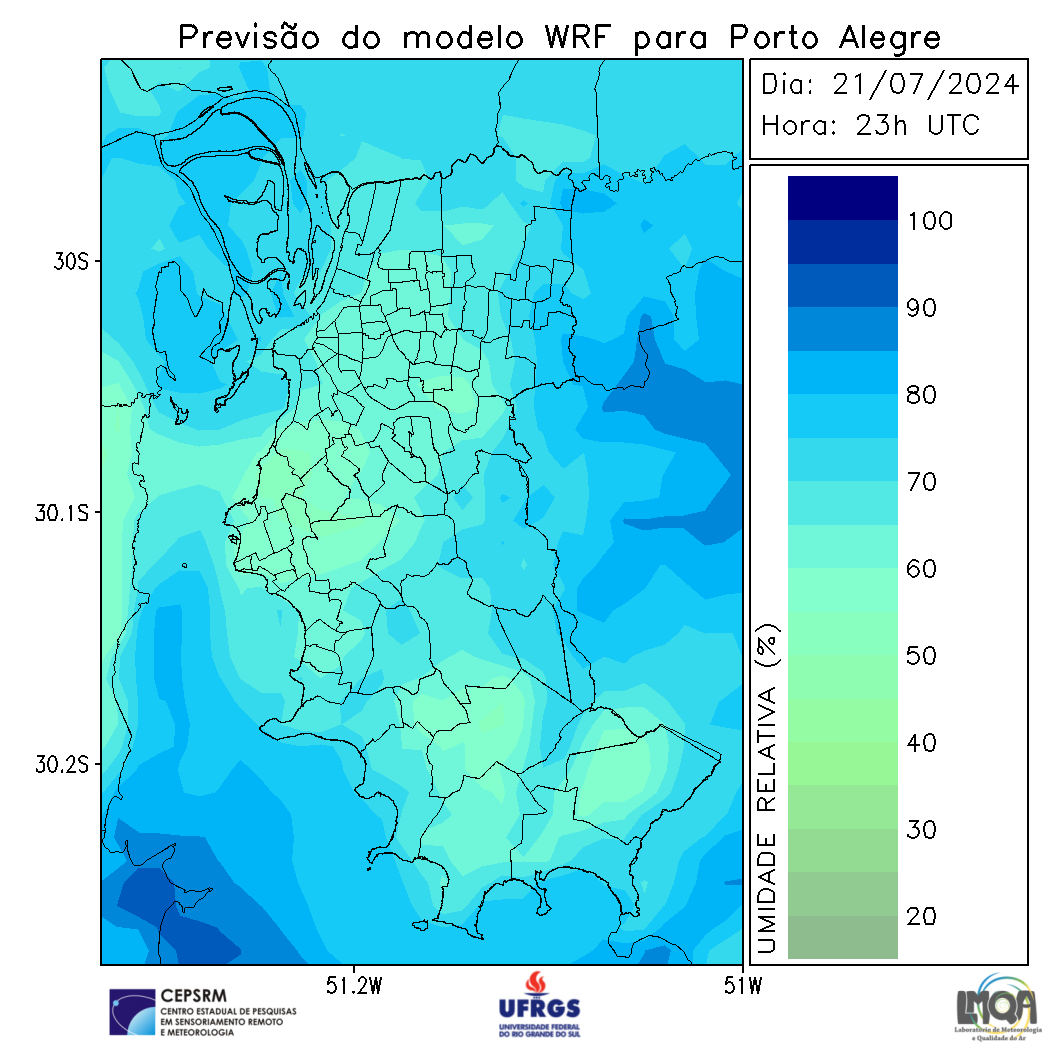 Previsão do modelo WRF para Porto Alegre
Dia: 21/07/2024
Hora: 23h UTC
30S
30.1S
30.2S
51.2W
51W
100
90
80
70
60
50
40
30
20
UMIDADE RELATIVA (%)
CEPSRM
CENTRO ESTADUAL DE PESQUISAS
EM SENSORIAMENTO REMOTO
E METEOROLOGIA
UFRGS
UNIVERSIDADE FEDERAL
DO RIO GRANDE DO SUL
LMQA
Laboratório de Meteorologia
e Qualidade do Ar